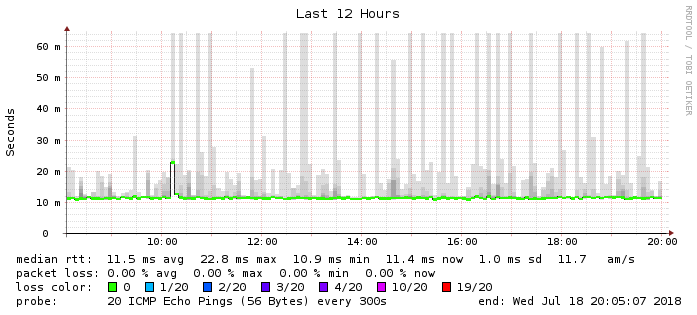 Last 12 Hours
RRDTOOL / TOBI OETIKER
Seconds
60 m
50 m
40 m
30 m
20 m
10 m
0
10:00 12:00 14:00 16:00 18:00 20:00
median rtt: 11.5 ms avg 22.8 ms max 10.9 ms min 11.4 ms now 1.0 ms sd 11.7 am/s
packet loss: 0.00 % avg 0.00 % max 0.00 % min 0.00 % now
loss color: 0 1/20 2/20 3/20 4/20 10/20 19/20
probe: 20 ICMP Echo Pings (56 Bytes) every 300s end: Wed Jul 18 20:05:07 2018